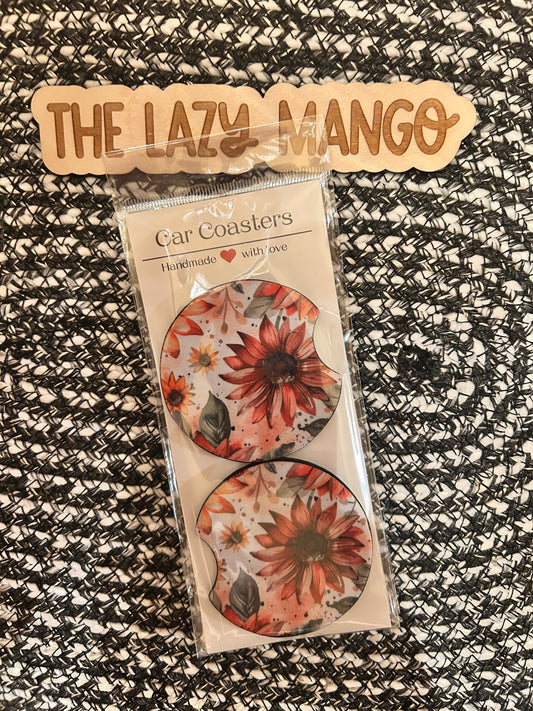 THE LAZY MANGO
Car Coasters
Handmade ❤ with love